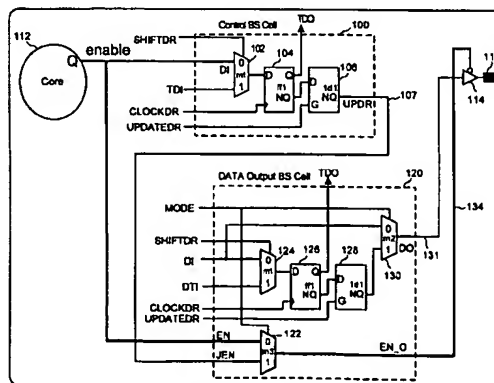 Control BS Cell
TDO
100
112
SHIFTDR
102
104
106
enable
Q
Core
DI
0
m1
1
TDI
D Q
ff1
NQ
D
ld1
G NQ
UPDRI
107
CLOCKDR
UPDATEDR
11
114
DATA Output BS Cell
TDO
120
134
MODE
SHIFTDR
124
126
128
0
m2
1
DO
131
130
DI
0
m1
1
DTI
D Q
ff1
NQ
D
ld1
G NQ
CLOCKDR
UPDATEDR
122
EN
0
m3
1
JEN
EN_O